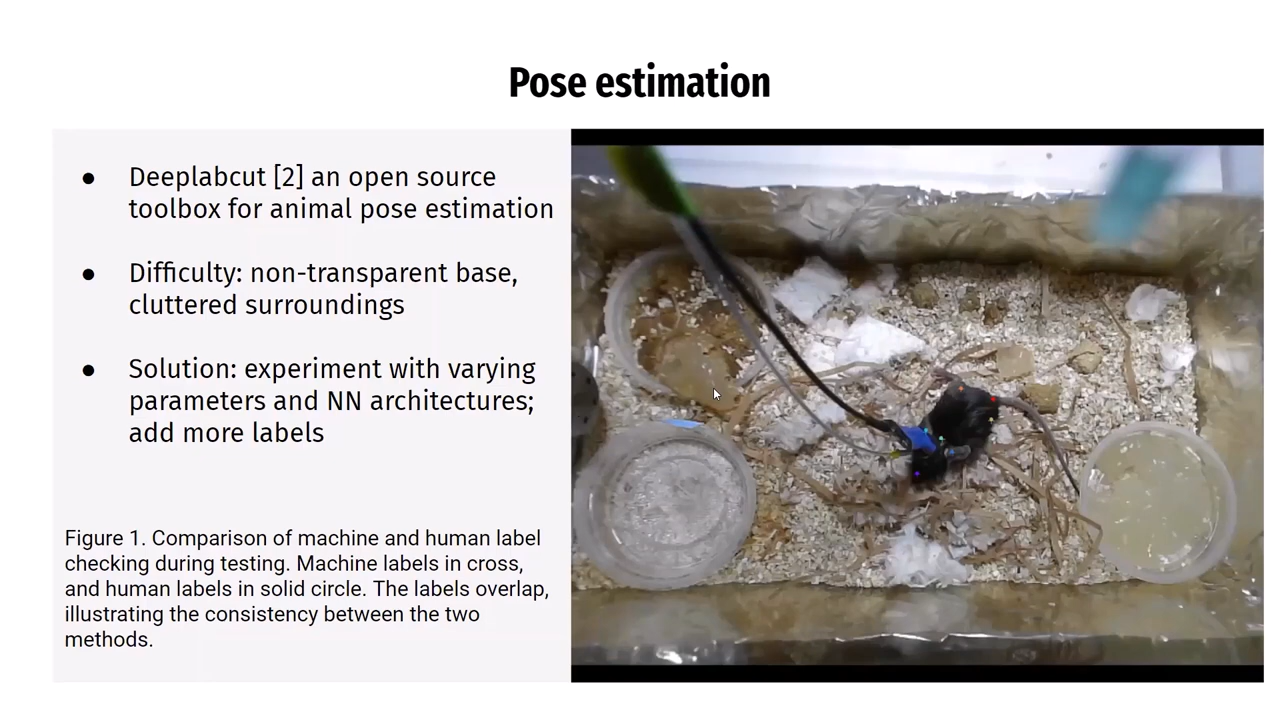 Pose estimation
● Deeplabcut [2] an open source
toolbox for animal pose estimation
● Difficulty: non-transparent base,
cluttered surroundings
● Solution: experiment with varying
parameters and NN architectures;
add more labels
Figure 1. Comparison of machine and human label
checking during testing. Machine labels in cross,
and human labels in solid circle. The labels overlap,
illustrating the consistency between the two
methods.